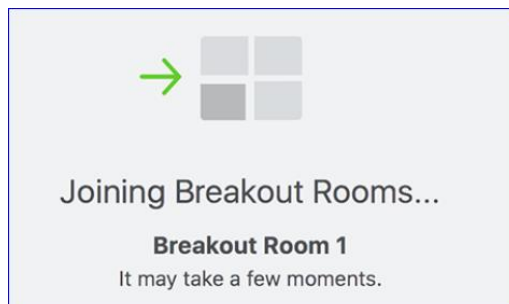 Joining Breakout Rooms...
Breakout Room 1
It may take a few moments.